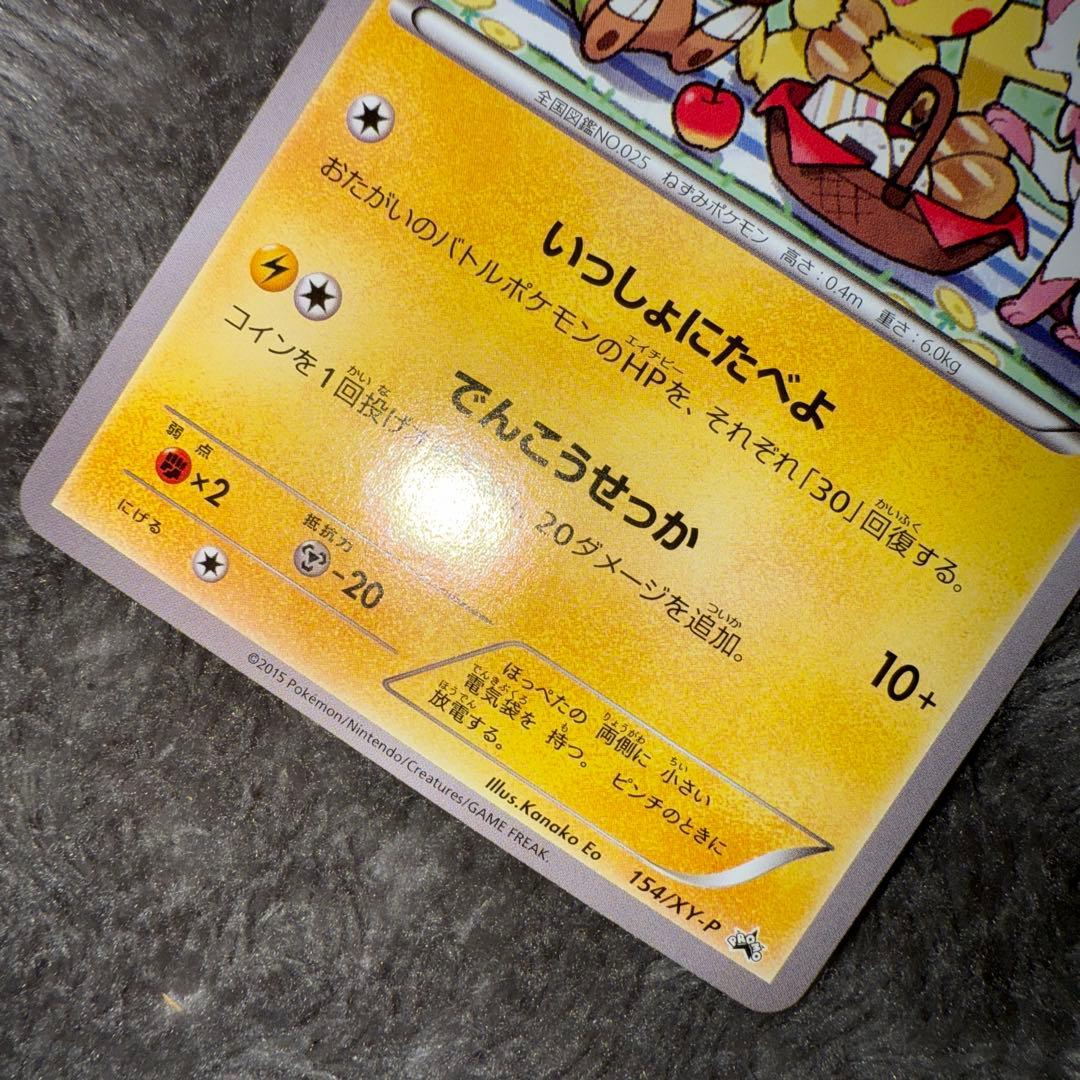 全国図鑑NO.025 ねずみポケモン 高さ：0.4m 重さ：6.0kg
いっしょにたべよ
おたがいのバトルポケモンのHPを、それぞれ「30」回復する。
でんこうせっか 10+
コインを1回投げ 20ダメージを追加。
弱点 ×2
抵抗力 -20
にげる
ほっぺたの 両側に 小さい
電気袋を 持つ。 ピンチのときに
放電する。
Illus.Kanako Eo
154/XY-P PROMO
©2015 Pokémon/Nintendo/Creatures/GAME FREAK.